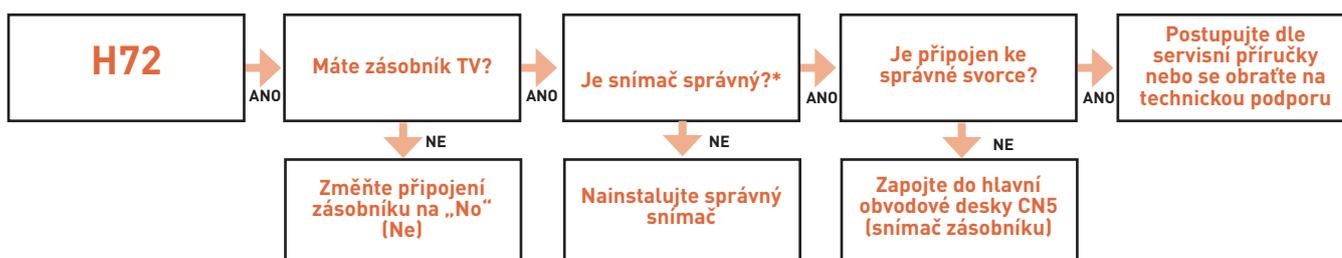 H72
ANO
Máte zásobník TV?
ANO
Je snímač správný?*
ANO
Je připojen ke
správné svorce?
ANO
Postupujte dle
servisní příručky
nebo se obraťte na
technickou podporu
NE
Změňte připojení
zásobníku na „No“
(Ne)
NE
Nainstalujte správný
snímač
NE
Zapojte do hlavní
obvodové desky CN5
(snímač zásobníku)